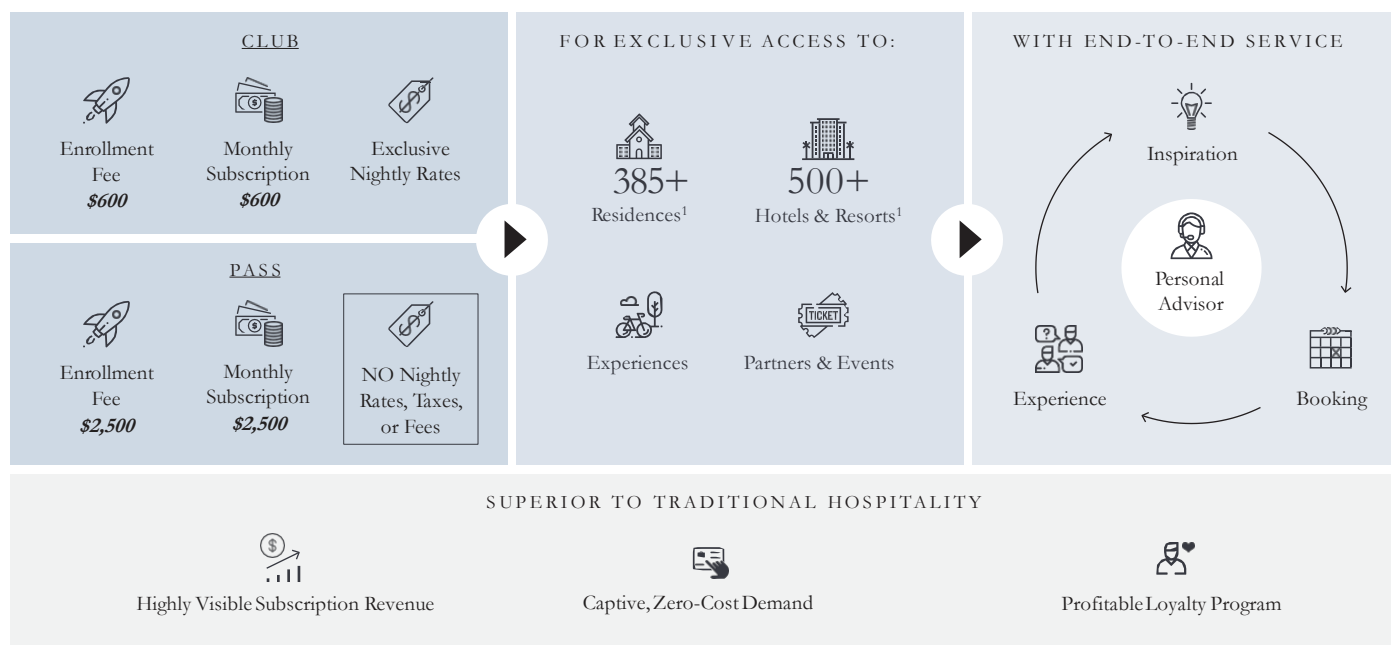 CLUB
Enrollment
Fee
$600
Monthly
Subscription
$600
Exclusive
Nightly Rates
PASS
Enrollment
Fee
$2,500
Monthly
Subscription
$2,500
NO Nightly
Rates, Taxes,
or Fees
FOR EXCLUSIVE ACCESS TO:
385+
Residences¹
500+
Hotels & Resorts¹
Experiences
TICKET
Partners & Events
WITH END-TO-END SERVICE
Inspiration
Personal
Advisor
Experience
Booking
SUPERIOR TO TRADITIONAL HOSPITALITY
Highly Visible Subscription Revenue
Captive, Zero-Cost Demand
Profitable Loyalty Program